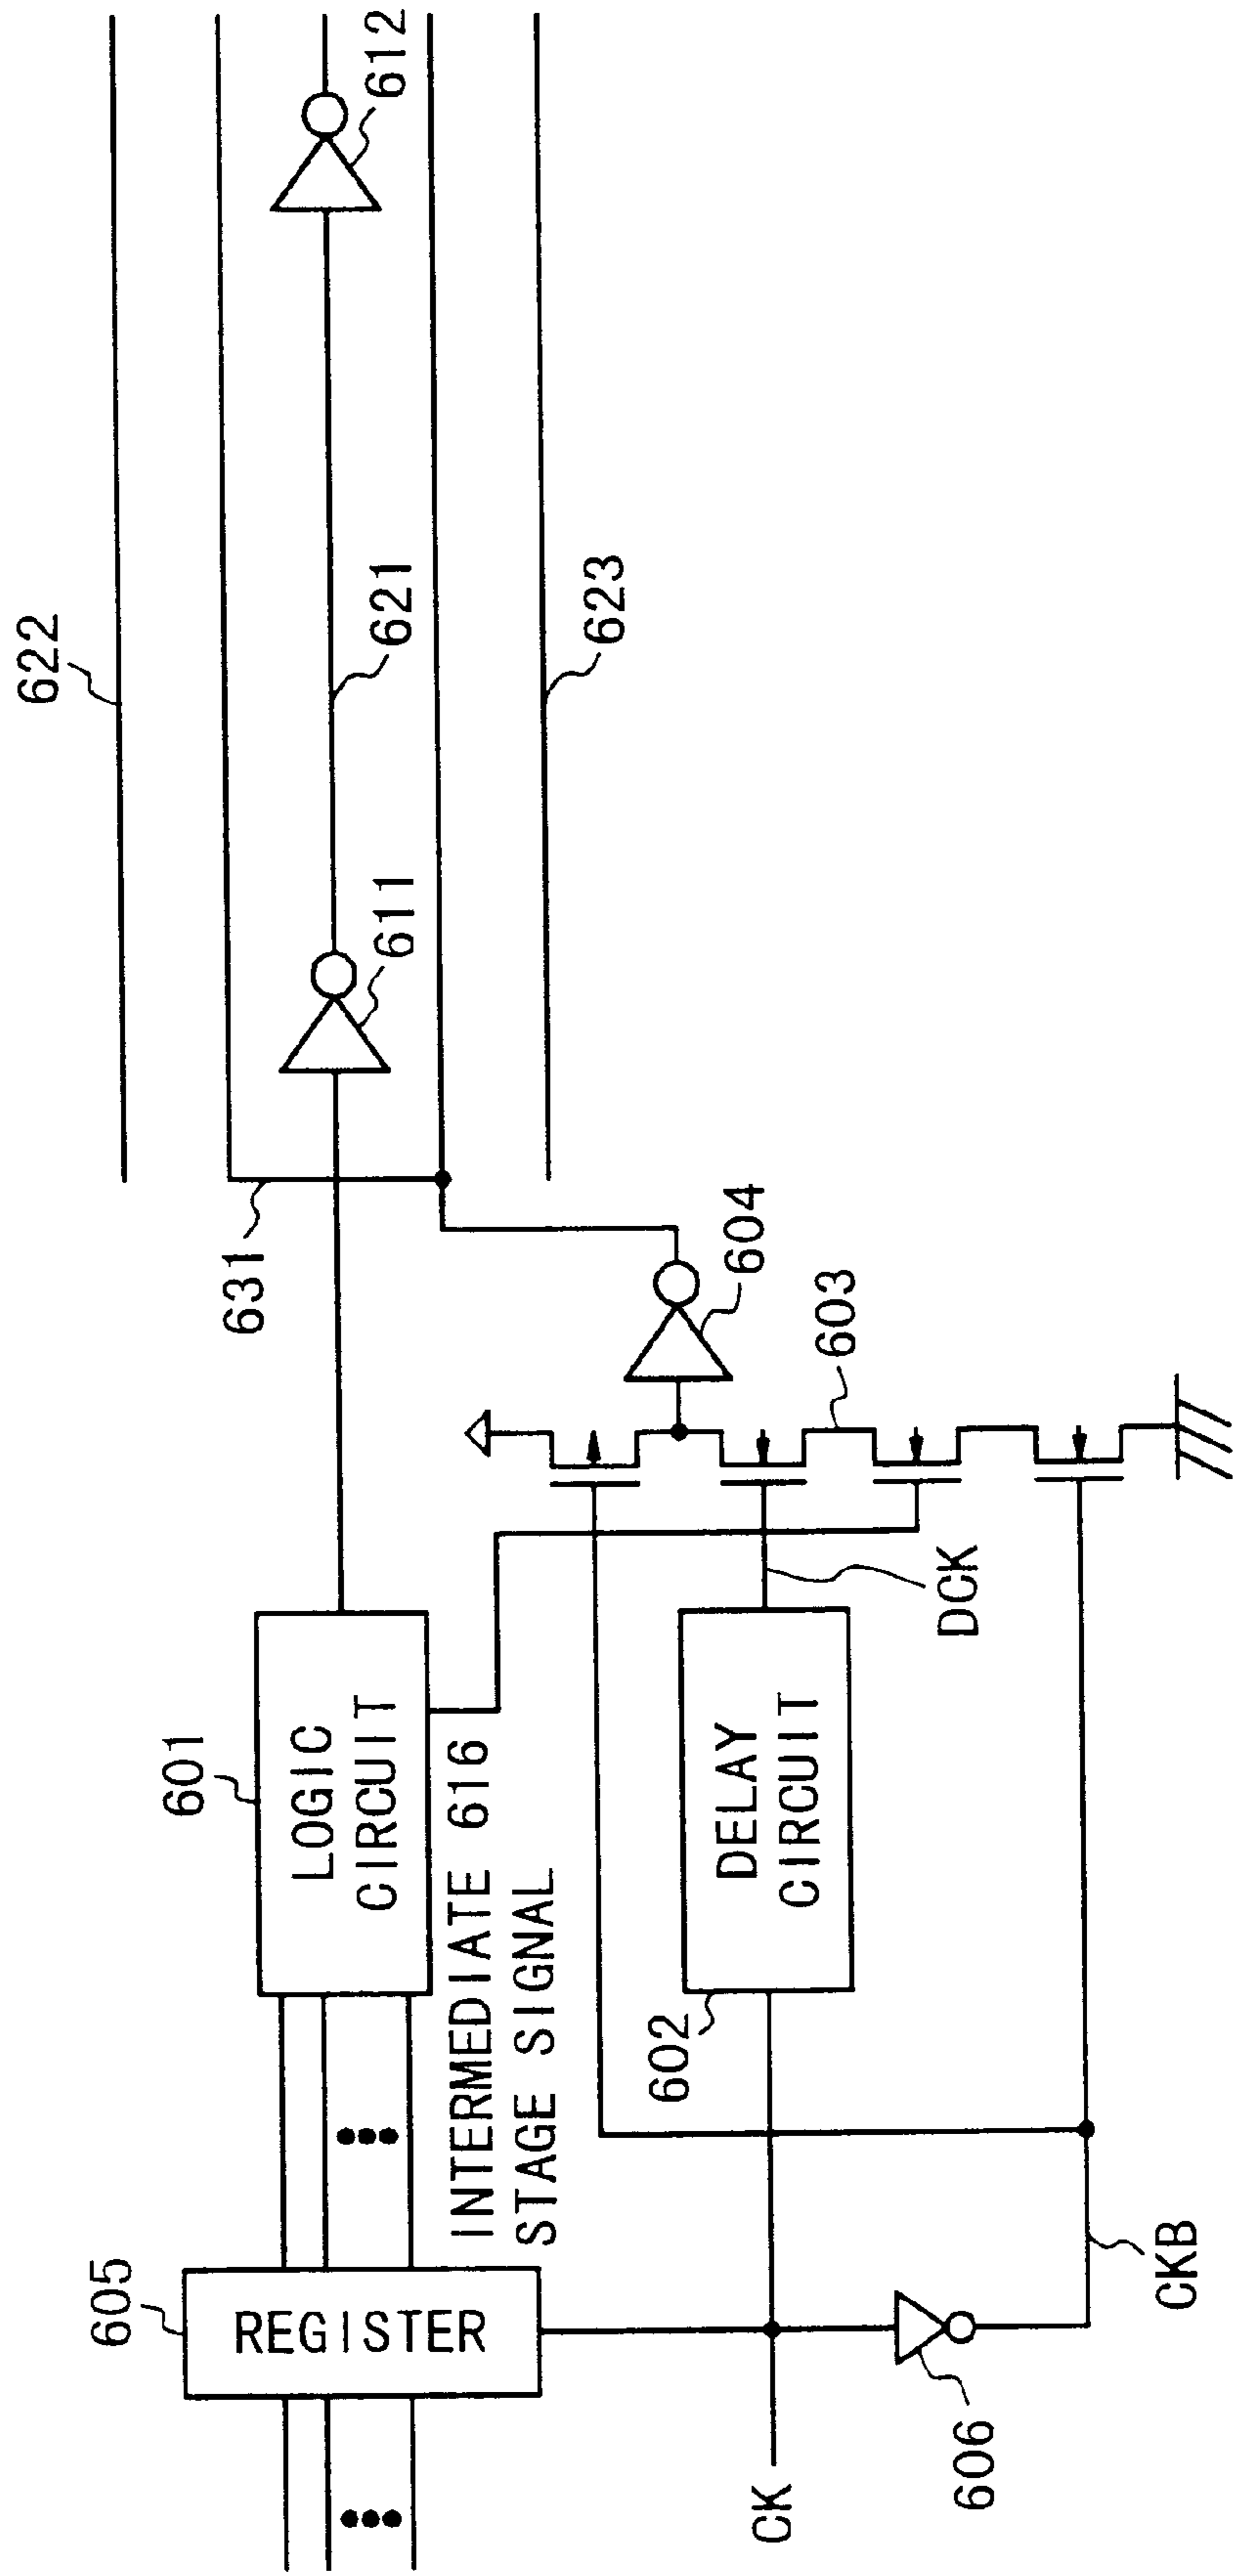 622
612
621
623
611
631
604
603
601
LOGIC
CIRCUIT
INTERMEDIATE 616
STAGE SIGNAL
DELAY
CIRCUIT
602
DCK
605
REGISTER
CK
606
CKB